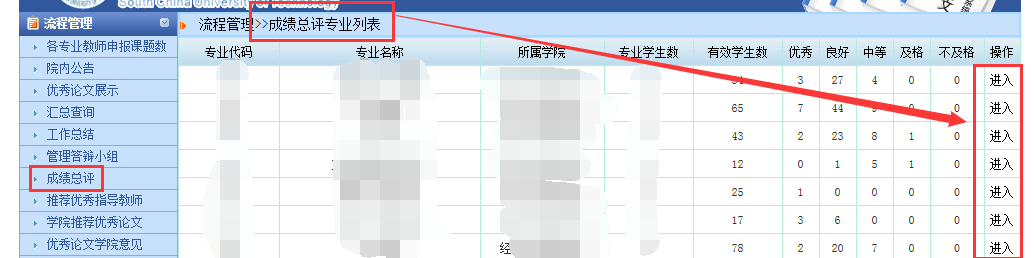 South China University of Technology
流程管理
流程管理>>成绩总评专业列表
各专业教师申报课题数
院内公告
优秀论文展示
汇总查询
工作总结
管理答辩小组
成绩总评
推荐优秀指导教师
学院推荐优秀论文
优秀论文学院意见
专业代码 专业名称 所属学院 专业学生数 有效学生数 优秀 良好 中等 及格 不及格 操作
3 27 4 0 0 进入
65 7 44 0 0 进入
43 2 23 8 1 0 进入
12 0 1 5 1 0 进入
25 1 0 0 0 0 进入
17 3 6 0 0 0 进入
经 78 2 20 7 0 0 进入